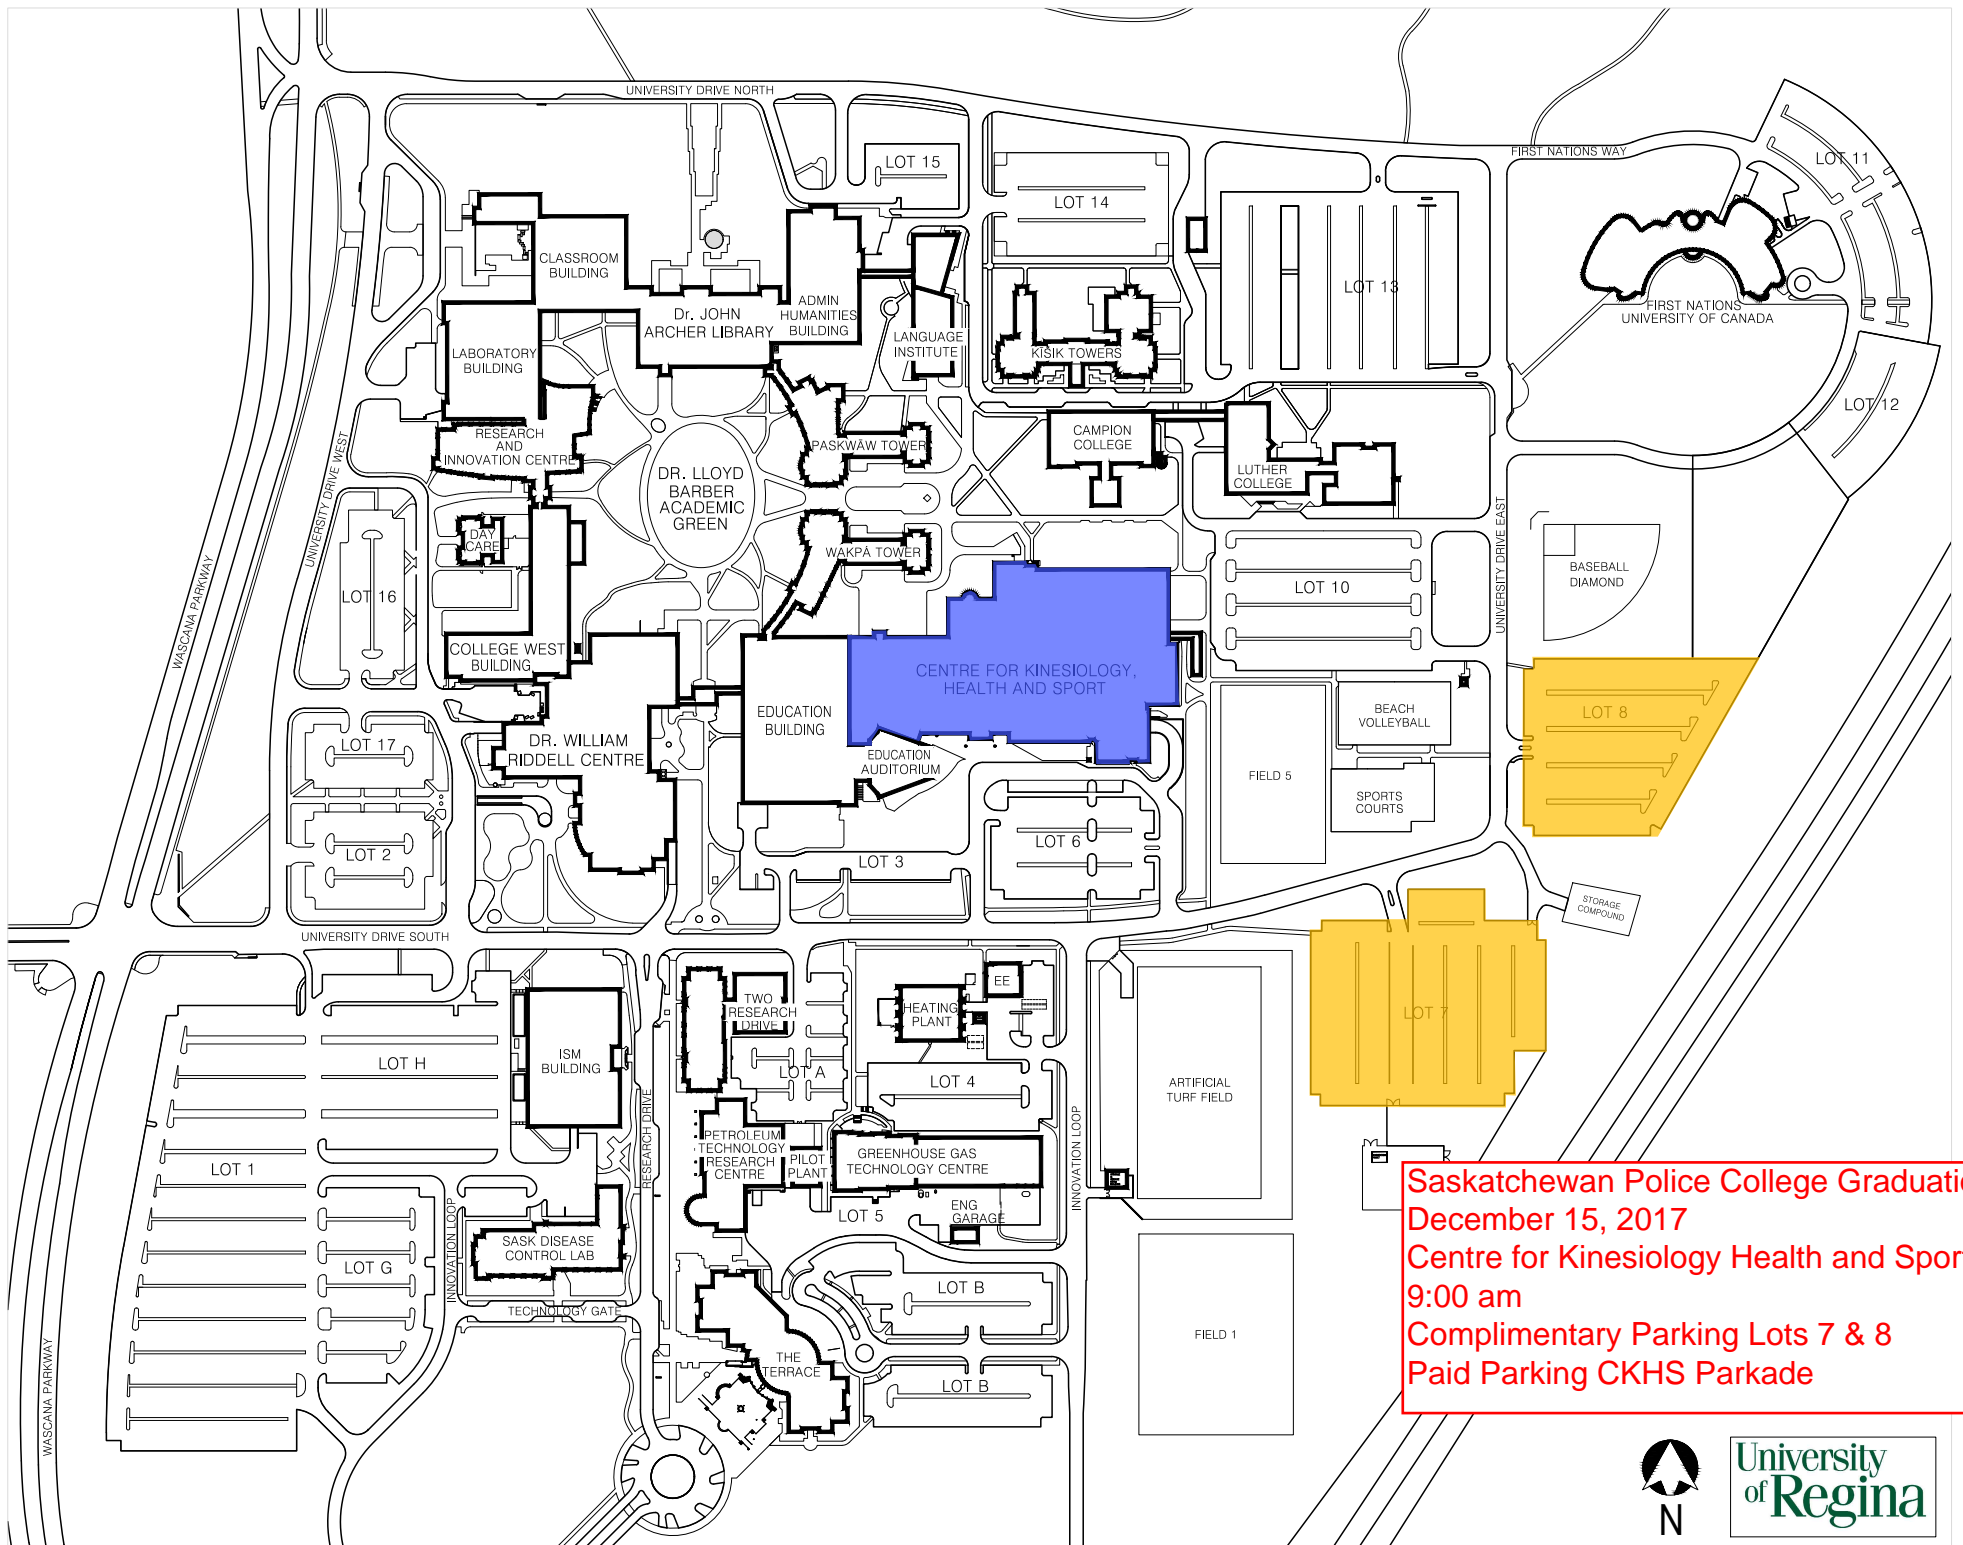 UNIVERSITY DRIVE NORTH
FIRST NATIONS WAY
LOT 11
LOT 15
LOT 14
CLASSROOM
BUILDING
LOT 13
ADMIN
HUMANITIES
BUILDING
Dr. JOHN
ARCHER LIBRARY
FIRST NATIONS
UNIVERSITY OF CANADA
LANGUAGE
INSTITUTE
KĪSIK TOWERS
LABORATORY
BUILDING
LOT 12
CAMPION
COLLEGE
RESEARCH
AND
INNOVATION CENTRE
PASKWĀW TOWER
LUTHER
COLLEGE
DR. LLOYD
BARBER
ACADEMIC
GREEN
UNIVERSITY DRIVE WEST
UNIVERSITY DRIVE EAST
DAY
CARE
WAKPĀ TOWER
BASEBALL
DIAMOND
LOT 16
LOT 10
WASCANA PARKWAY
COLLEGE WEST
BUILDING
CENTRE FOR KINESIOLOGY,
HEALTH AND SPORT
LOT 8
BEACH
VOLLEYBALL
EDUCATION
BUILDING
LOT 17
DR. WILLIAM
RIDDELL CENTRE
EDUCATION
AUDITORIUM
FIELD 5
SPORTS
COURTS
LOT 2
LOT 3
LOT 6
STORAGE
COMPOUND
UNIVERSITY DRIVE SOUTH
TWO
RESEARCH
DRIVE
EE
HEATING
PLANT
LOT 7
ISM
BUILDING
LOT H
LOT A
LOT 4
ARTIFICIAL
TURF FIELD
RESEARCH DRIVE
INNOVATION LOOP
PETROLEUM
TECHNOLOGY
RESEARCH
CENTRE
PILOT
PLANT
GREENHOUSE GAS
TECHNOLOGY CENTRE
LOT 1
LOT 5
ENG
GARAGE
INNOVATION LOOP
SASK DISEASE
CONTROL LAB
LOT G
TECHNOLOGY GATE
LOT B
FIELD 1
THE
TERRACE
LOT B
WASCANA PARKWAY
Saskatchewan Police College Graduati
December 15, 2017
Centre for Kinesiology Health and Spor
9:00 am
Complimentary Parking Lots 7 & 8
Paid Parking CKHS Parkade
N
University
of Regina